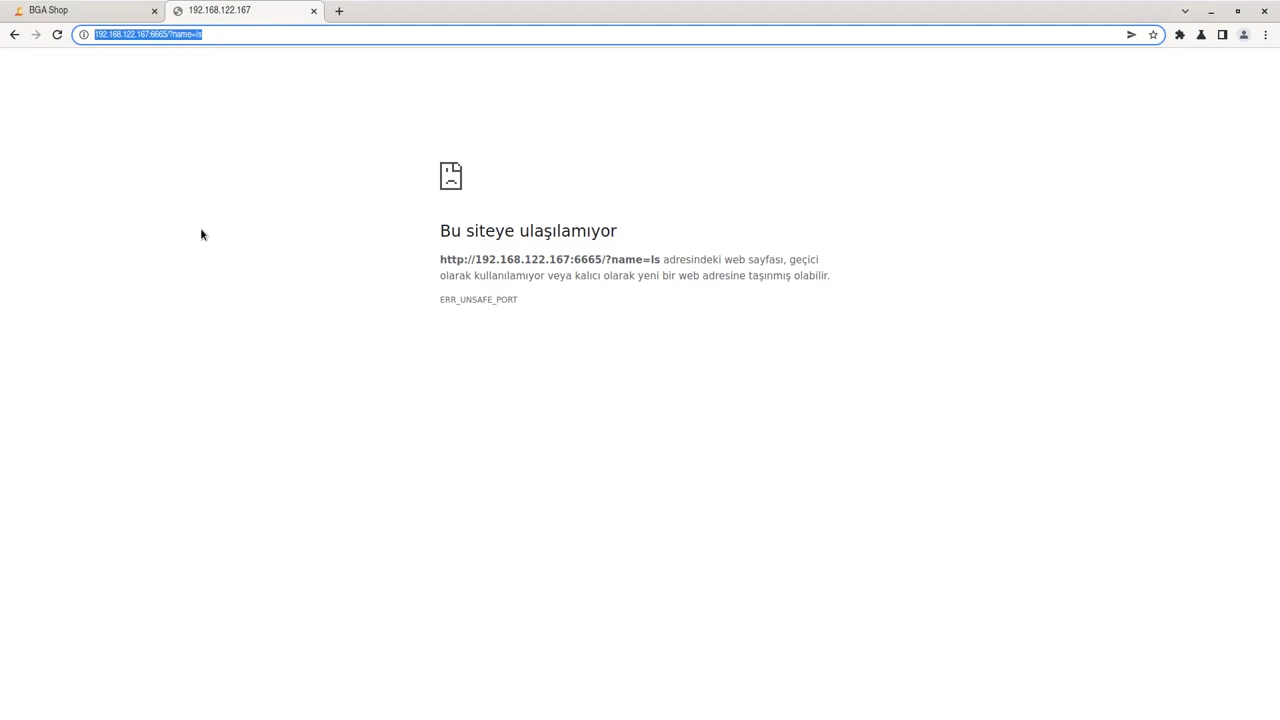 BGA Shop
192.168.122.167
192.168.122.167:6665/?name=ls
Bu siteye ulaşılamıyor
http://192.168.122.167:6665/?name=ls adresindeki web sayfası, geçici
olarak kullanılamıyor veya kalıcı olarak yeni bir web adresine taşınmış olabilir.
ERR_UNSAFE_PORT